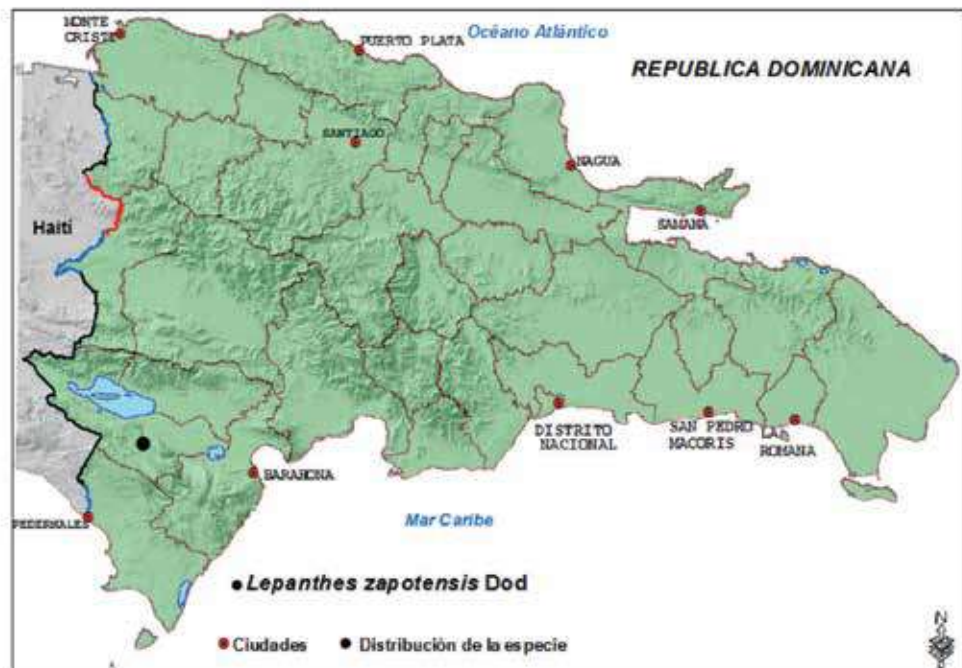 MONTE
CRISTI
PUERTO PLATA
Océano Atlántico
REPUBLICA DOMINICANA
SANTIAGO
NAGUA
SAMANA
Haití
DISTRITO
NACIONAL
SAN PEDRO
MACORIS
LA
ROMANA
BARAHONA
PEDERNALES
Mar Caribe
Lepanthes zapotensis Dod
Ciudades
Distribución de la especie
N